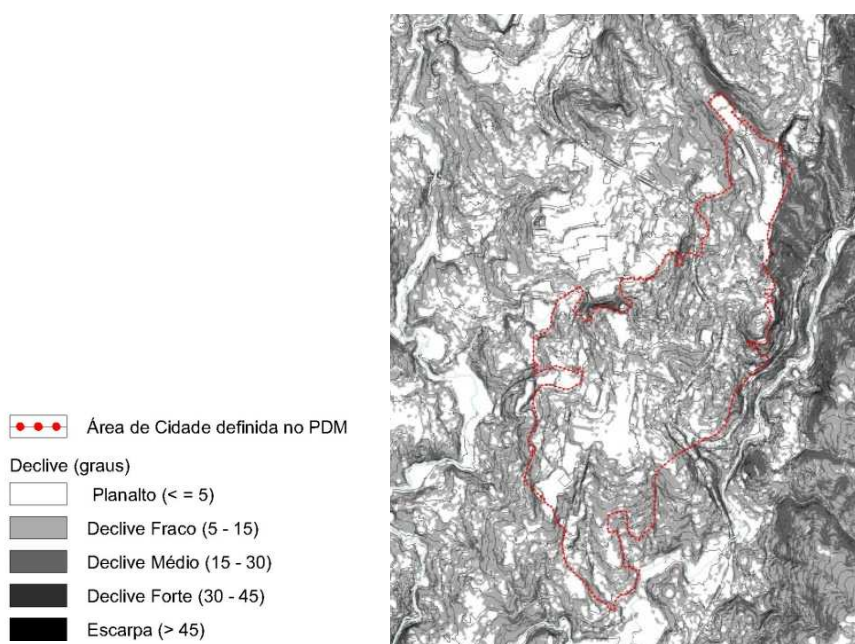 Área de Cidade definida no PDM
Declive (graus)
Planalto (< = 5)
Declive Fraco (5 - 15)
Declive Médio (15 - 30)
Declive Forte (30 - 45)
Escarpa (> 45)